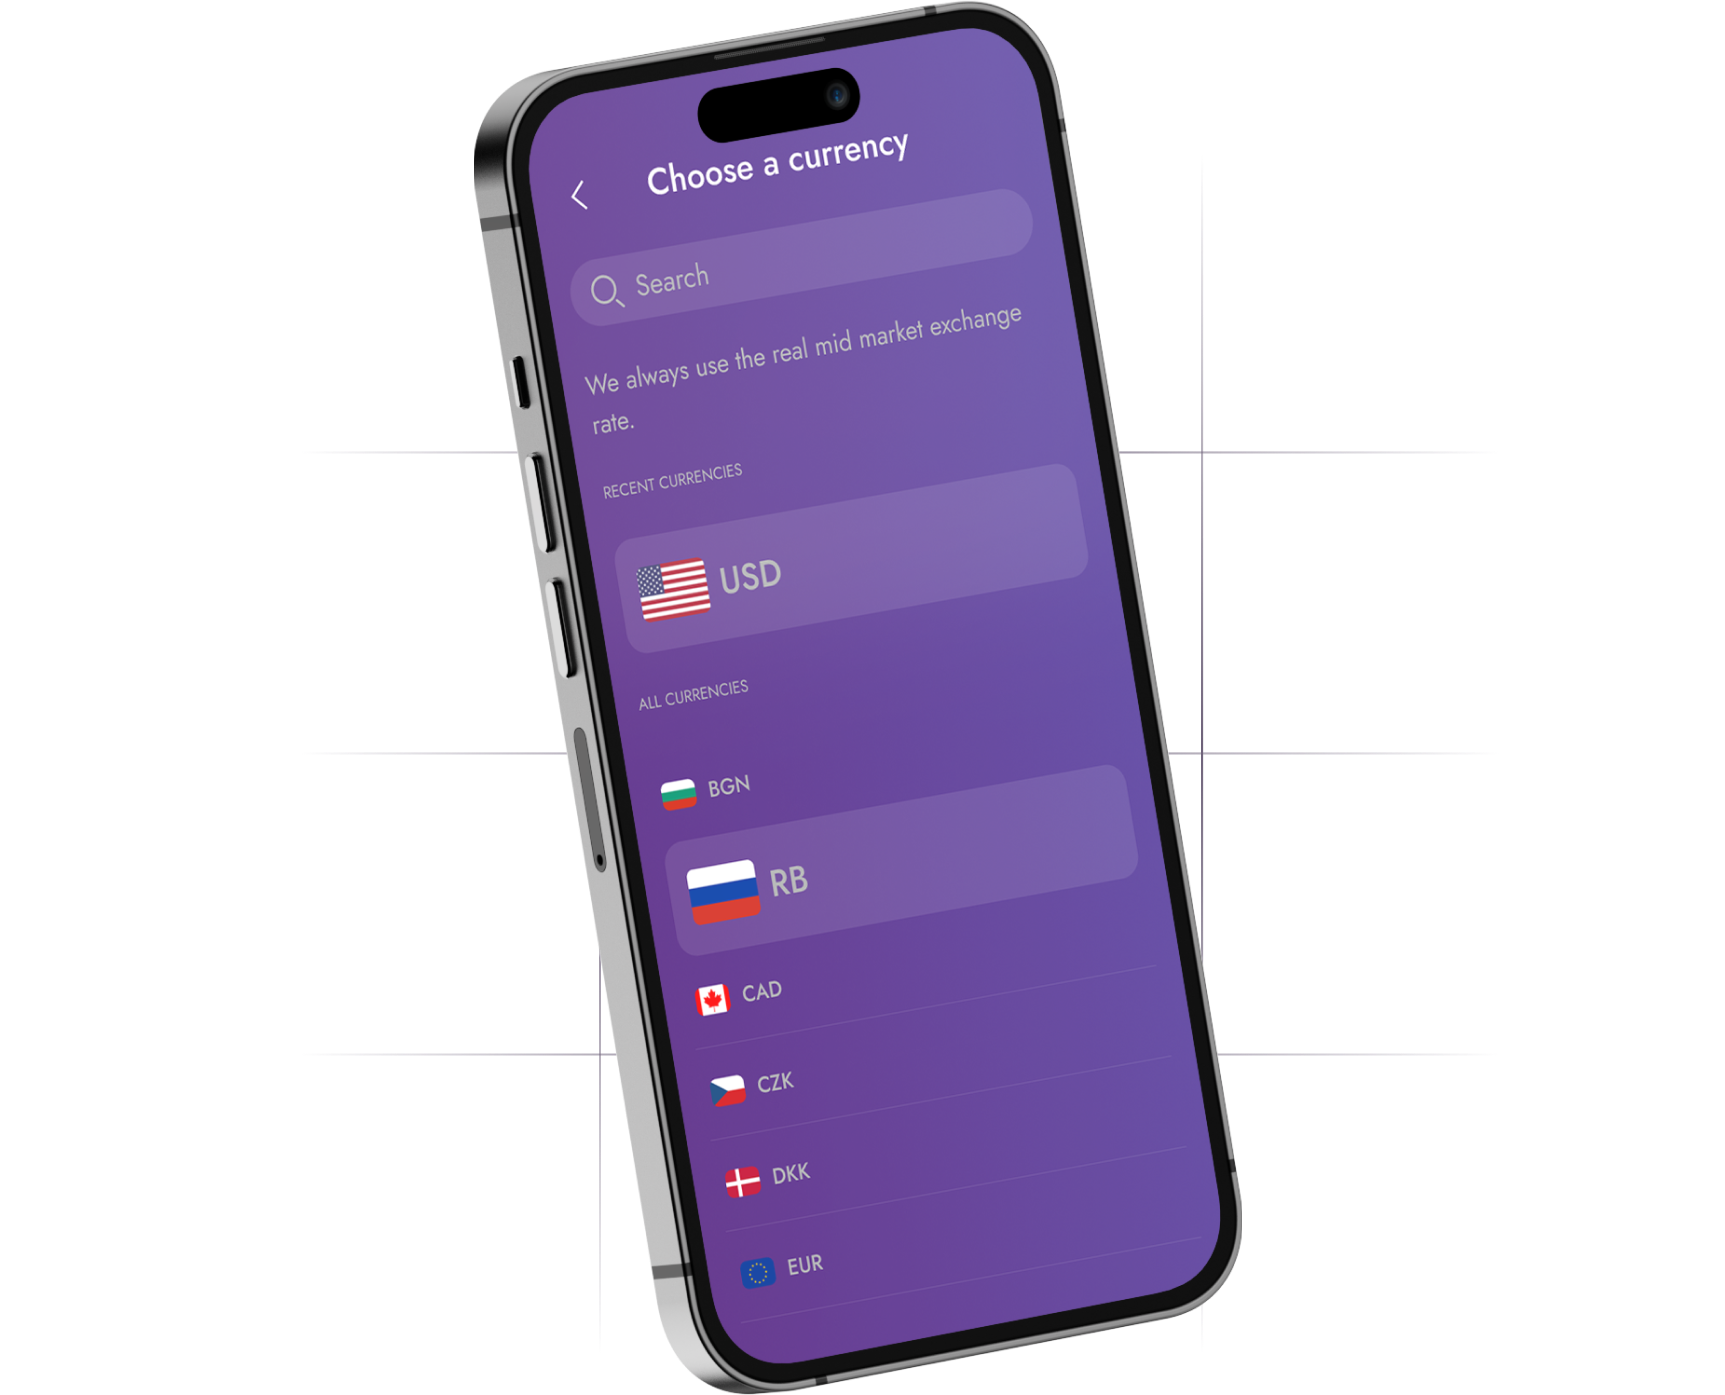 Choose a currency
Search
We always use the real mid market exchange
rate.
RECENT CURRENCIES
USD
ALL CURRENCIES
BGN
RB
CAD
CZK
DKK
EUR